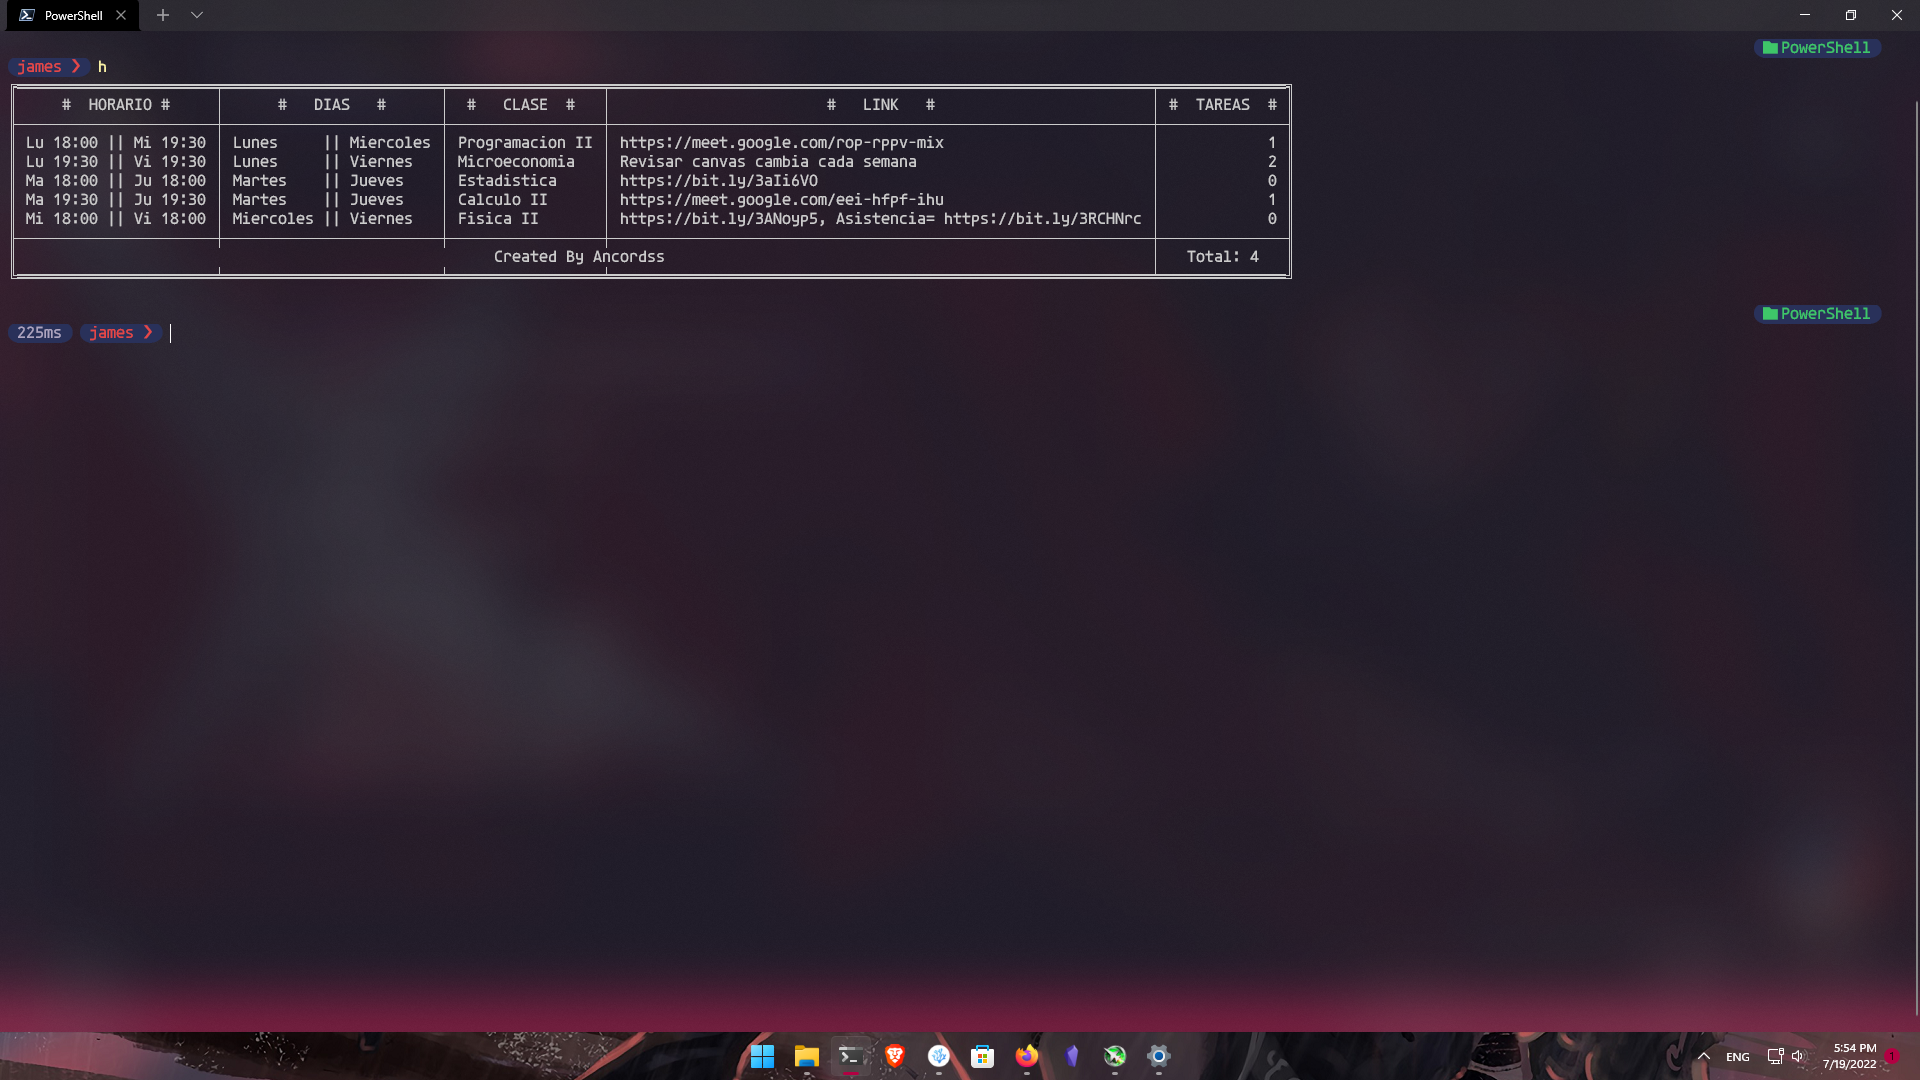 PowerShell
PowerShell
james ❯ h
# HORARIO # # DIAS # # CLASE # # LINK # # TAREAS #
Lu 18:00 || Mi 19:30 Lunes || Miercoles Programacion II https://meet.google.com/rop-rppv-mix 1
Lu 19:30 || Vi 19:30 Lunes || Viernes Microeconomia Revisar canvas cambia cada semana 2
Ma 18:00 || Ju 18:00 Martes || Jueves Estadistica https://bit.ly/3aIi6VO 0
Ma 19:30 || Ju 19:30 Martes || Jueves Calculo II https://meet.google.com/eei-hfpf-ihu 1
Mi 18:00 || Vi 18:00 Miercoles || Viernes Fisica II https://bit.ly/3ANoyp5, Asistencia= https://bit.ly/3RCHNrc 0
Created By Ancordss Total: 4
PowerShell
225ms james ❯
ENG
5:54 PM
7/19/2022
1